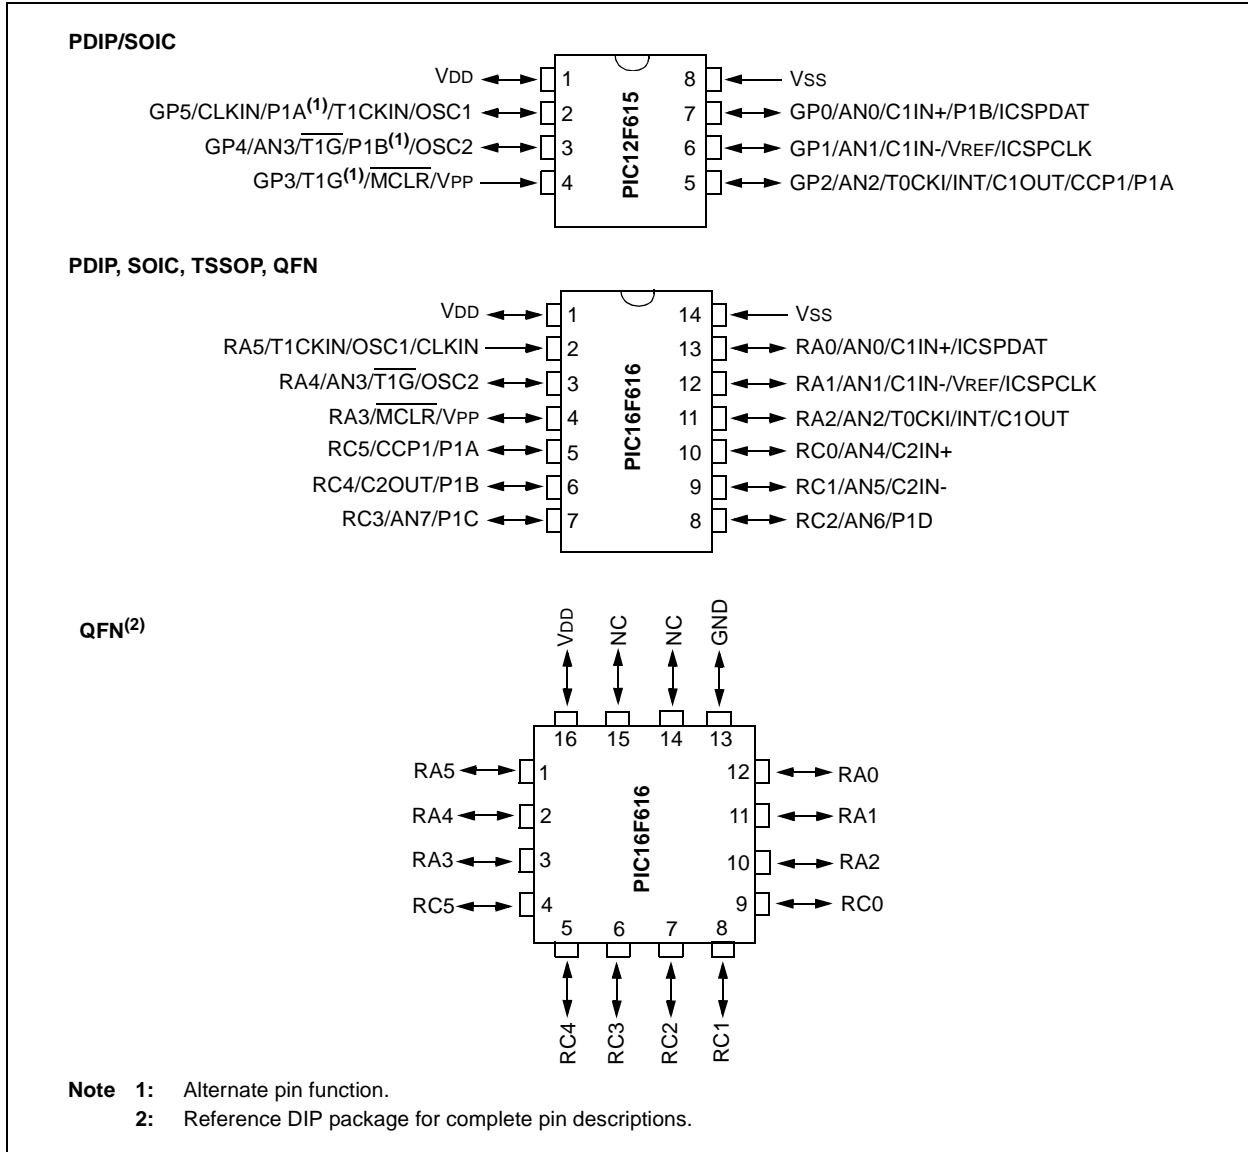 PDIP/SOIC
VDD 1 8 VSS
GP5/CLKIN/P1A(1)/T1CKIN/OSC1 2 7 GP0/AN0/C1IN+/P1B/ICSPDAT
GP4/AN3/T1G/P1B(1)/OSC2 3 6 GP1/AN1/C1IN-/VREF/ICSPCLK
GP3/T1G(1)/MCLR/VPP 4 5 GP2/AN2/T0CKI/INT/C1OUT/CCP1/P1A
PIC12F615
PDIP, SOIC, TSSOP, QFN
VDD 1 14 VSS
RA5/T1CKIN/OSC1/CLKIN 2 13 RA0/AN0/C1IN+/ICSPDAT
RA4/AN3/T1G/OSC2 3 12 RA1/AN1/C1IN-/VREF/ICSPCLK
RA3/MCLR/VPP 4 11 RA2/AN2/T0CKI/INT/C1OUT
RC5/CCP1/P1A 5 10 RC0/AN4/C2IN+
RC4/C2OUT/P1B 6 9 RC1/AN5/C2IN-
RC3/AN7/P1C 7 8 RC2/AN6/P1D
PIC16F616
QFN(2)
VDD NC NC GND
16 15 14 13
RA5 1 12 RA0
RA4 2 11 RA1
RA3 3 10 RA2
RC5 4 9 RC0
PIC16F616
5 6 7 8
RC4 RC3 RC2 RC1
Note 1: Alternate pin function.
2: Reference DIP package for complete pin descriptions.